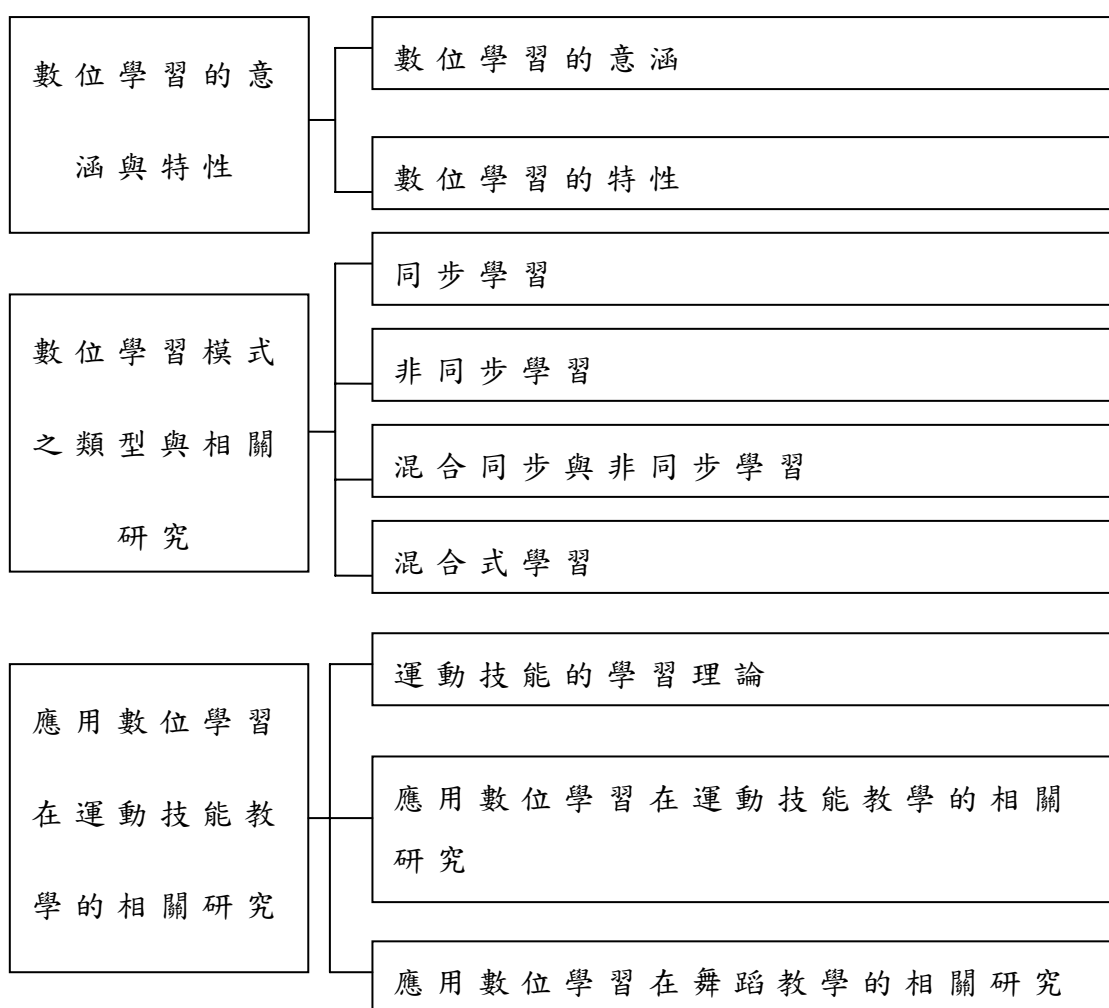 數位學習的意
涵與特性
數位學習的意涵
數位學習的特性
數位學習模式
之類型與相關
研究
同步學習
非同步學習
混合同步與非同步學習
混合式學習
應用數位學習
在運動技能教
學的相關研究
運動技能的學習理論
應用數位學習在運動技能教學的相關
研究
應用數位學習在舞蹈教學的相關研究